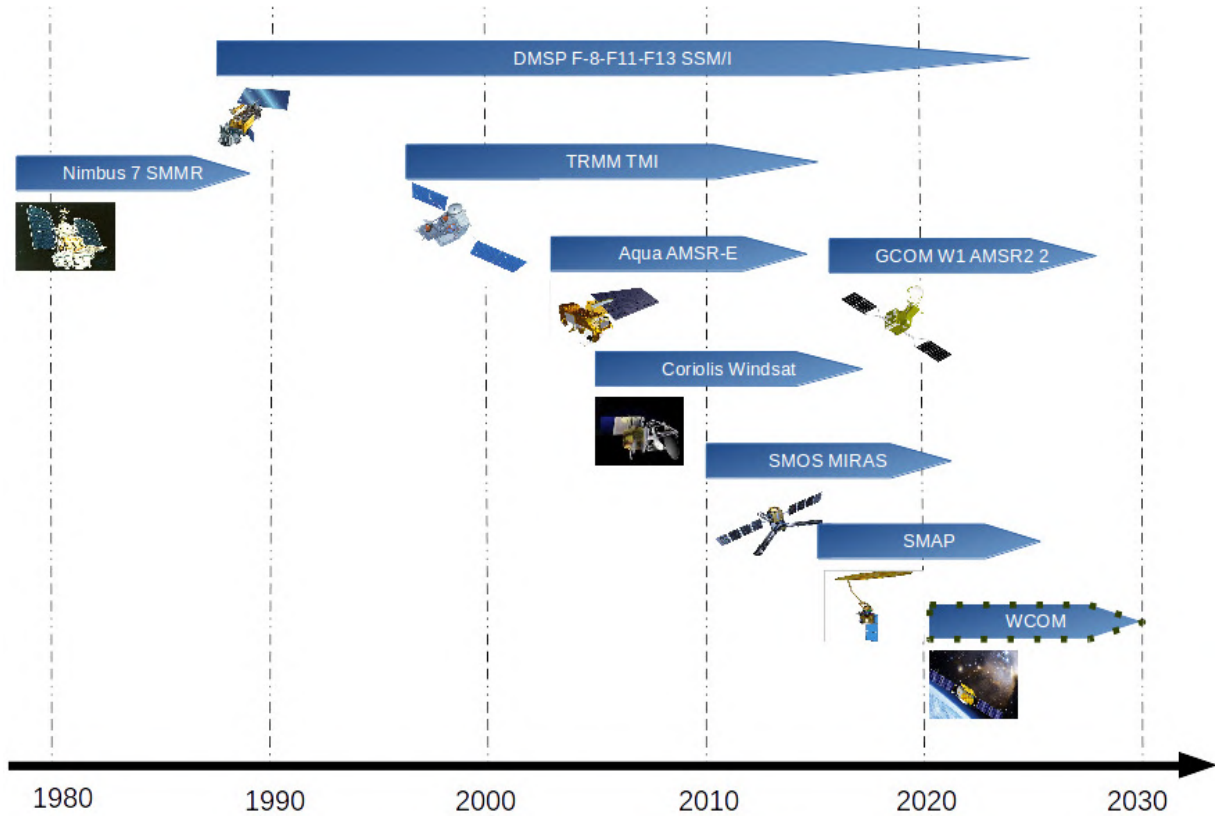 DMSP F-8-F11-F13 SSM/I
Nimbus 7 SMMR
TRMM TMI
Aqua AMSR-E
GCOM W1 AMSR2 2
Coriolis Windsat
SMOS MIRAS
SMAP
WCOM
1980 1990 2000 2010 2020 2030